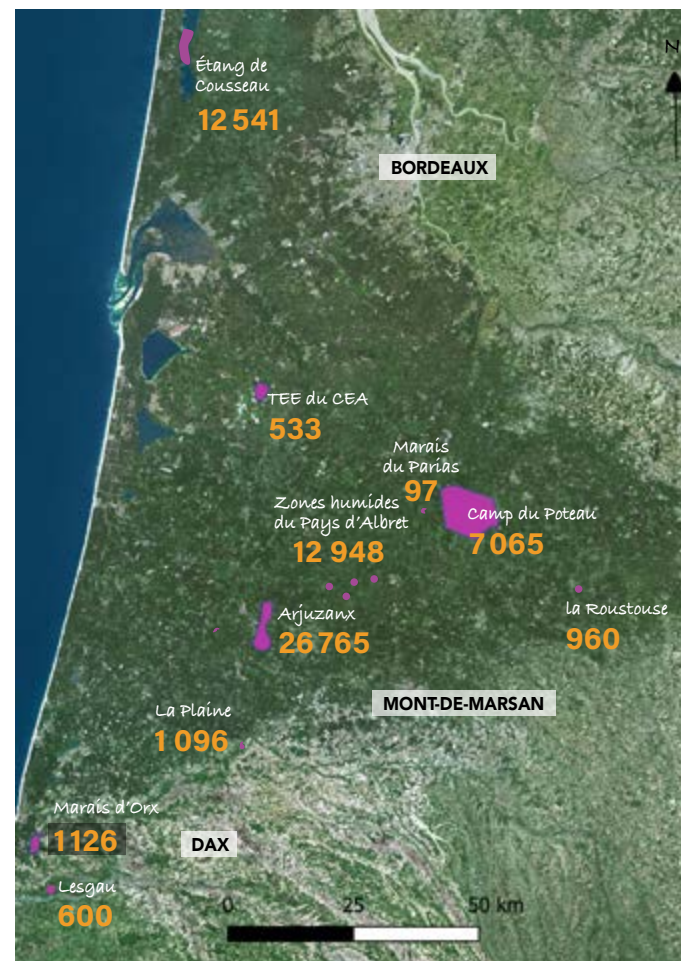 N
Étang de
Cousseau
12 541
BORDEAUX
TEE du CEA
533
Marais
du Parias
97
Zones humides
du Pays d'Albret
12 948
Camp du Poteau
7 065
la Roustouse
960
Arjuzanx
26 765
MONT-DE-MARSAN
La Plaine
1 096
Marais d'Orx
1126
DAX
Lesgau
600
0 25 50 km